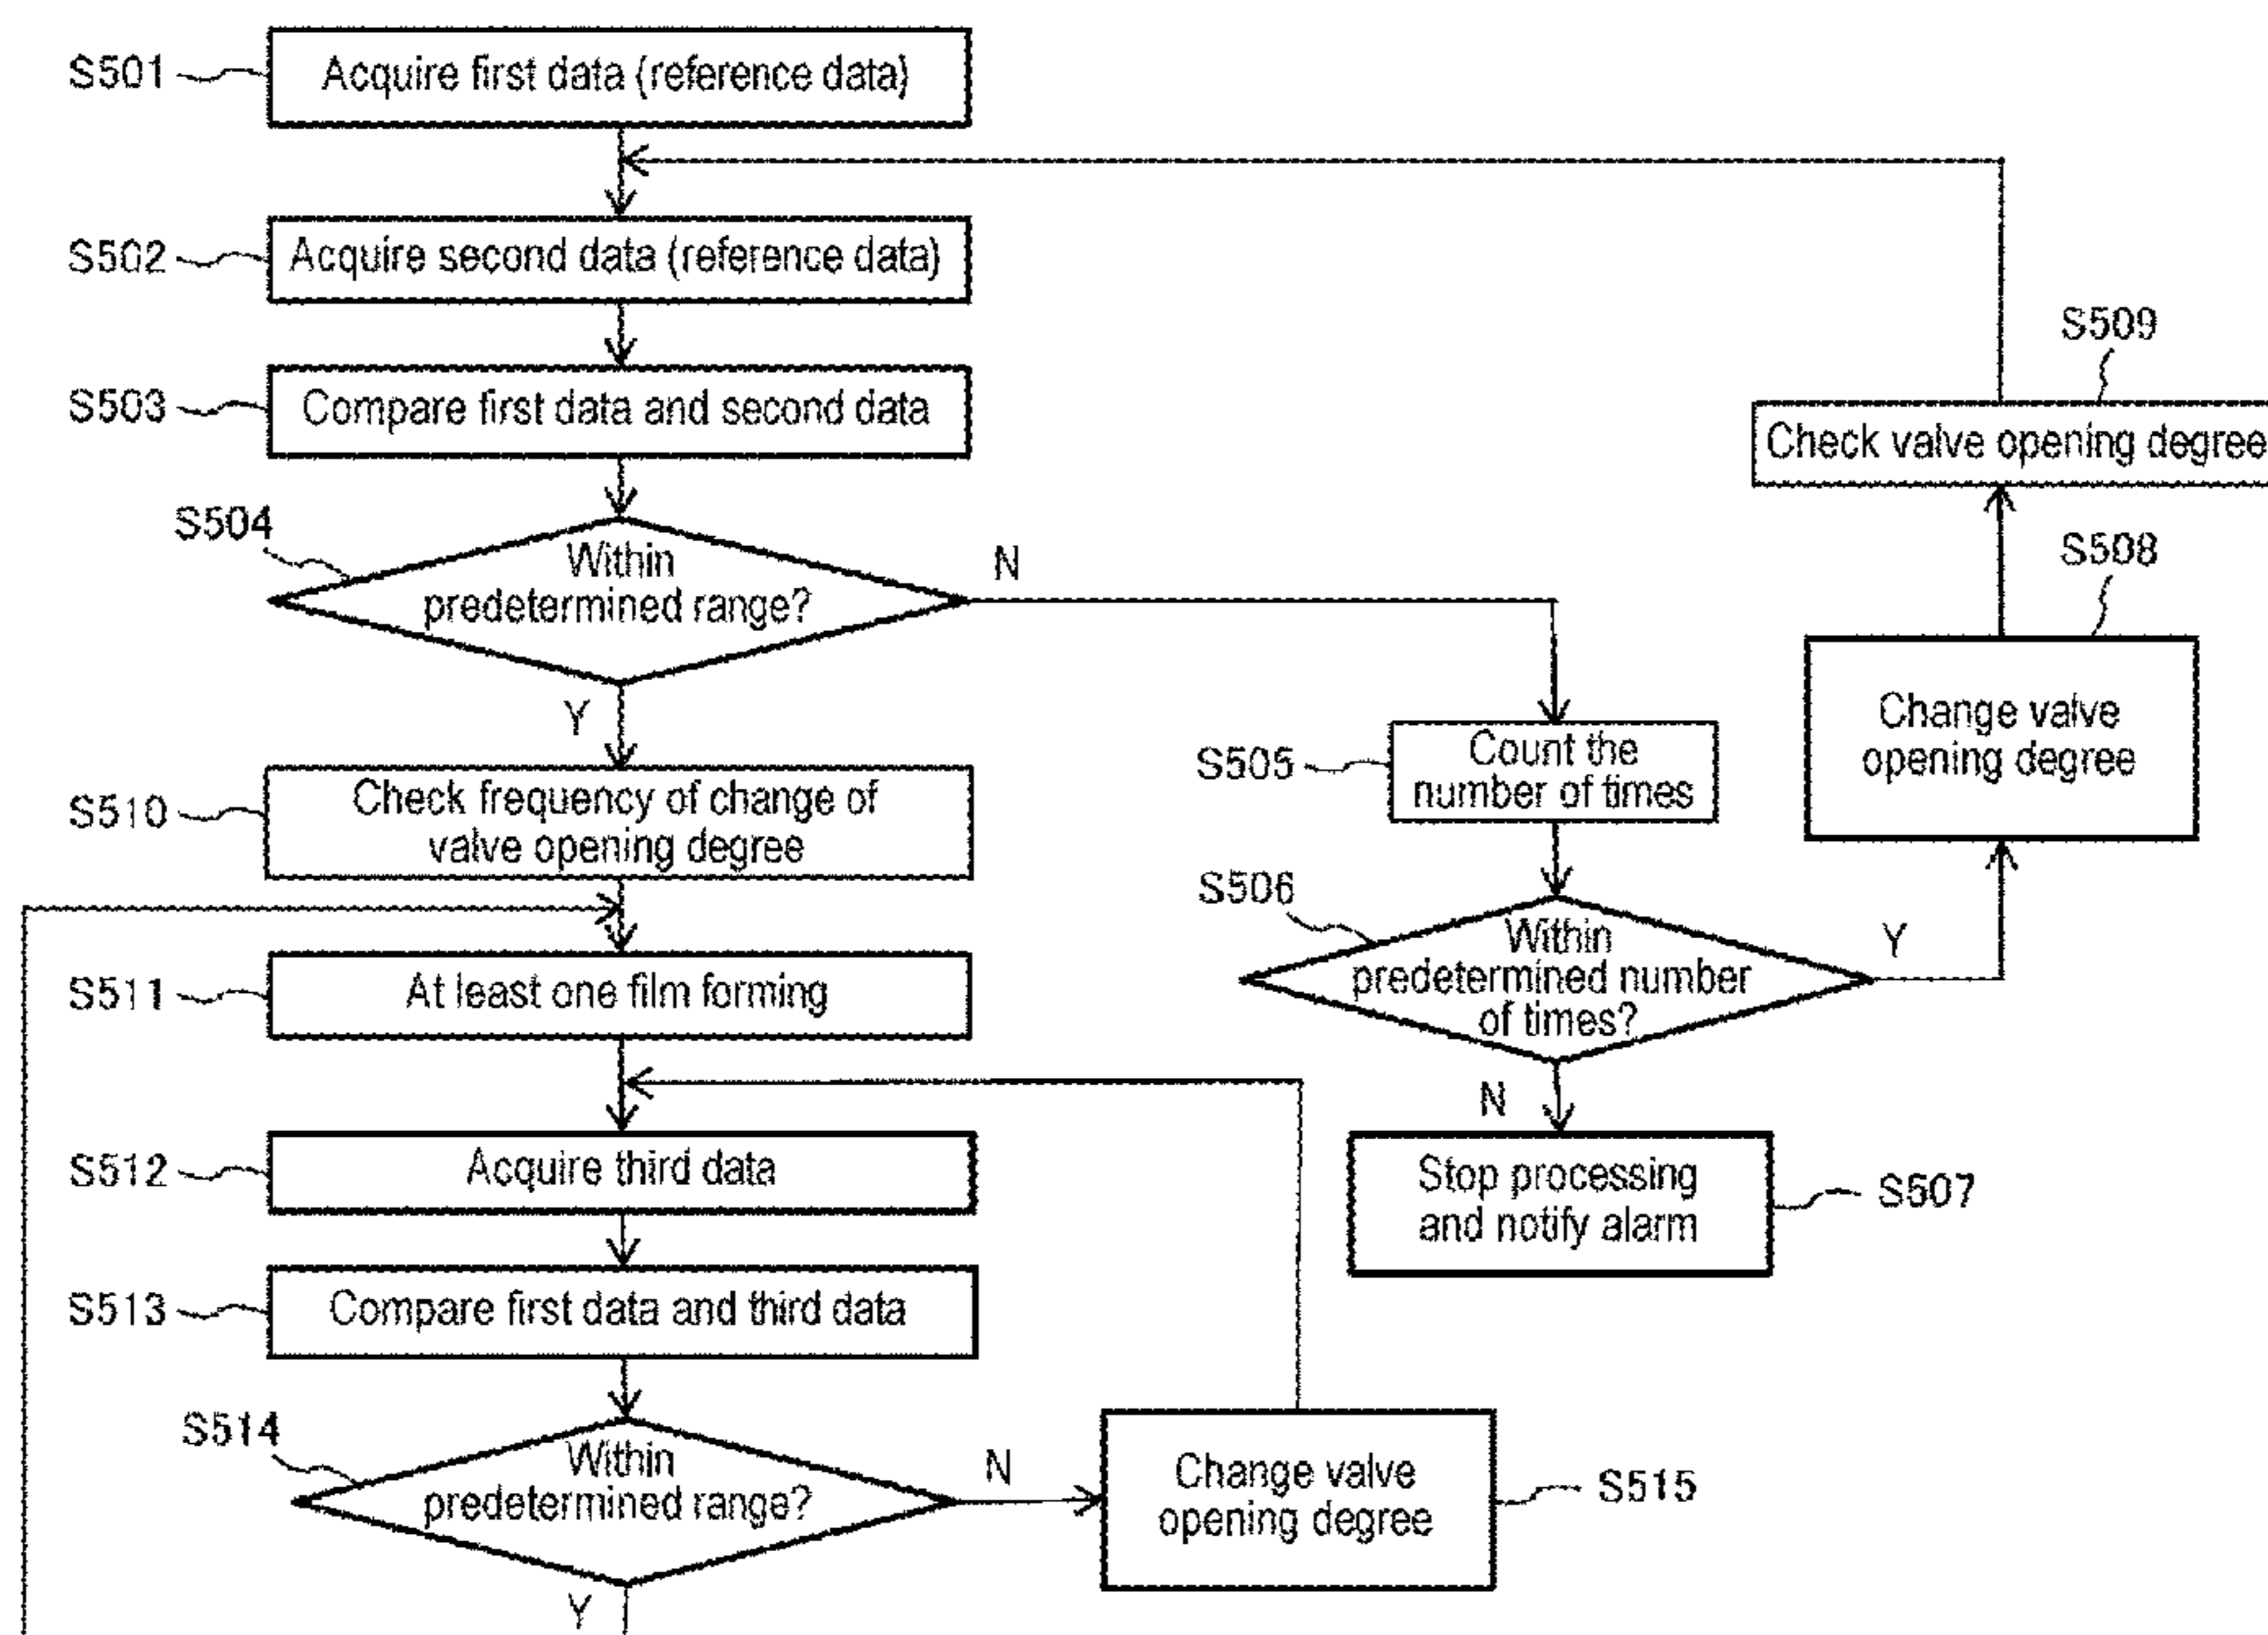 S501
Acquire first data (reference data)
S502
Acquire second data (reference data)
S509
S503
Compare first data and second data
Check valve opening degree
S504
Within
predetermined range?
N
S508
Y
Change valve
opening degree
S505
Count the
number of times
S510
Check frequency of change of
valve opening degree
S506
Within
predetermined number
of times?
Y
S511
At least one film forming
N
S512
Acquire third data
Stop processing
and notify alarm
S507
S513
Compare first data and third data
S514
Within
predetermined range?
N
Change valve
opening degree
S515
Y